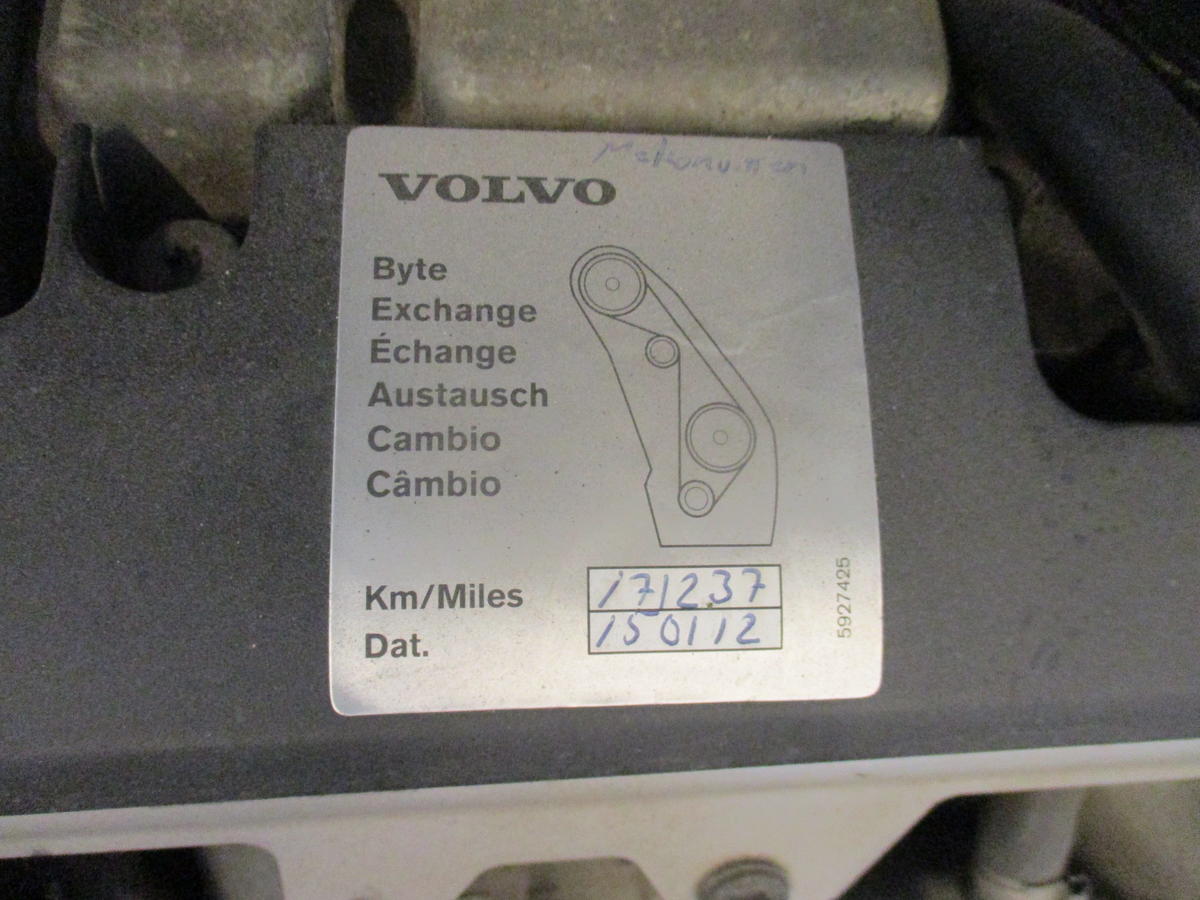 VOLVO
Byte
Exchange
Échange
Austausch
Cambio
Câmbio
Km/Miles 171237
Dat. 150112
5927425